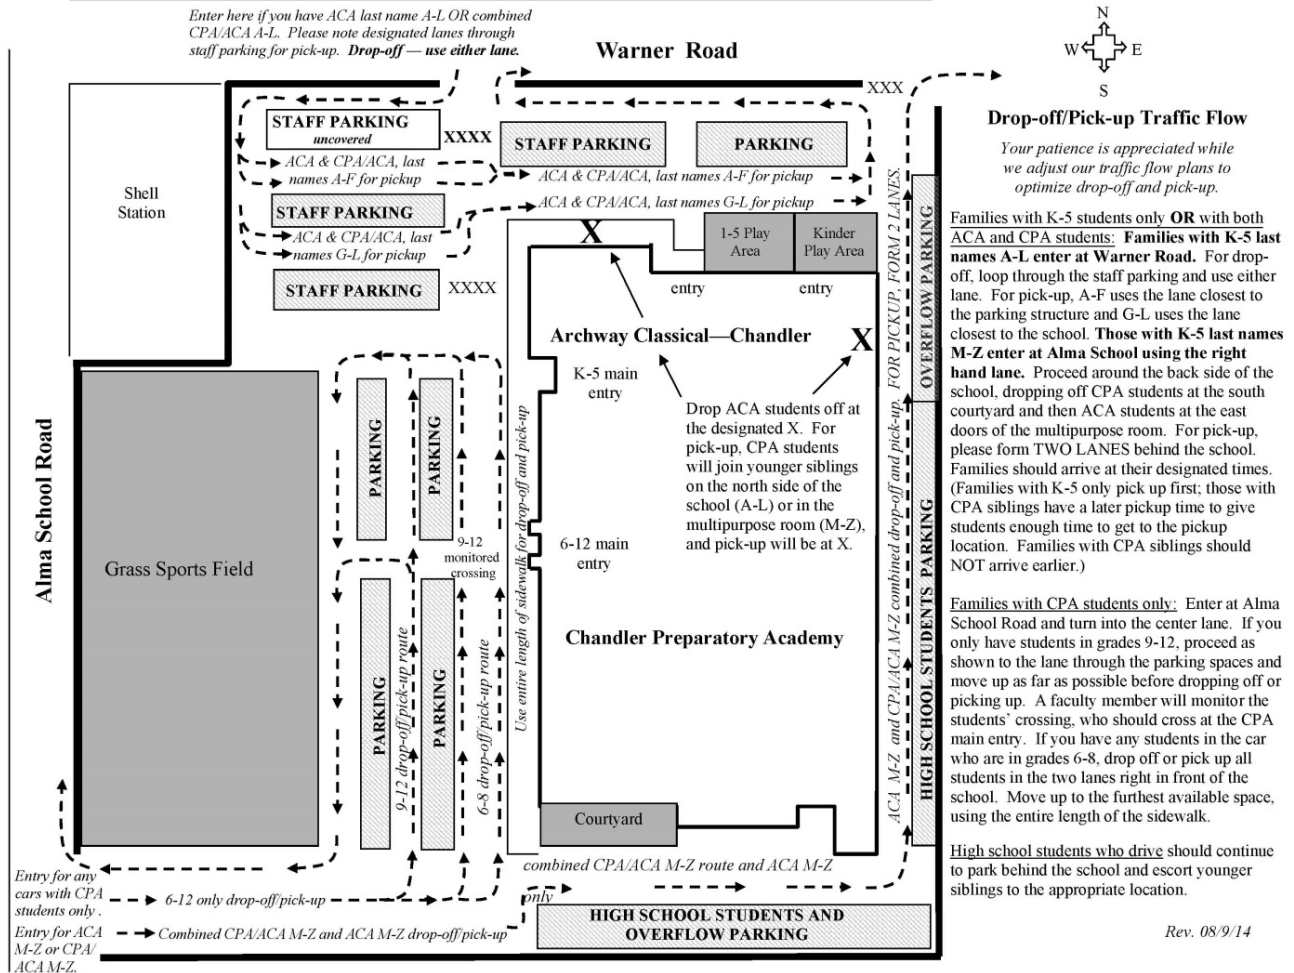 Enter here if you have ACA last name A-L OR combined
CPA/ACA A-L. Please note designated lanes through
staff parking for pick-up. Drop-off — use either lane.
Warner Road
N
W E
S
XXX
Drop-off/Pick-up Traffic Flow
Your patience is appreciated while
we adjust our traffic flow plans to
optimize drop-off and pick-up.
STAFF PARKING
uncovered
XXXX
STAFF PARKING
PARKING
ACA & CPA/ACA, last
names A-F for pickup
ACA & CPA/ACA, last names A-F for pickup
Shell
Station
STAFF PARKING
ACA & CPA/ACA, last names G-L for pickup
ACA & CPA/ACA, last
names G-L for pickup
X
1-5 Play
Area
Kinder
Play Area
STAFF PARKING
XXXX
entry
entry
Archway Classical—Chandler
X
K-5 main
entry
Drop ACA students off at
the designated X. For
pick-up, CPA students
will join younger siblings
on the north side of the
school (A-L) or in the
multipurpose room (M-Z),
and pick-up will be at X.
PARKING
PARKING
9-12
monitored
crossing
6-12 main
entry
Use entire length of sidewalk for drop-off and pick-up
Alma School Road
Grass Sports Field
Chandler Preparatory Academy
PARKING
9-12 drop-off/pick-up route
PARKING
6-8 drop-off/pick-up route
ACA M-Z and CPA/ACA M-Z combined drop-off and pick-up. FOR PICKUP, FORM 2 LANES.
OVERFLOW PARKING
HIGH SCHOOL STUDENTS PARKING
Courtyard
combined CPA/ACA M-Z route and ACA M-Z
only
Entry for any
cars with CPA
students only .
6-12 only drop-off/pick-up
Entry for ACA
M-Z or CPA/
ACA M-Z.
Combined CPA/ACA M-Z and ACA M-Z drop-off/pick-up
HIGH SCHOOL STUDENTS AND
OVERFLOW PARKING
Families with K-5 students only OR with both
ACA and CPA students: Families with K-5 last
names A-L enter at Warner Road. For drop-
off, loop through the staff parking and use either
lane. For pick-up, A-F uses the lane closest to
the parking structure and G-L uses the lane
closest to the school. Those with K-5 last names
M-Z enter at Alma School using the right
hand lane. Proceed around the back side of the
school, dropping off CPA students at the south
courtyard and then ACA students at the east
doors of the multipurpose room. For pick-up,
please form TWO LANES behind the school.
Families should arrive at their designated times.
(Families with K-5 only pick up first; those with
CPA siblings have a later pickup time to give
students enough time to get to the pickup
location. Families with CPA siblings should
NOT arrive earlier.)
Families with CPA students only: Enter at Alma
School Road and turn into the center lane. If you
only have students in grades 9-12, proceed as
shown to the lane through the parking spaces and
move up as far as possible before dropping off or
picking up. A faculty member will monitor the
students' crossing, who should cross at the CPA
main entry. If you have any students in the car
who are in grades 6-8, drop off or pick up all
students in the two lanes right in front of the
school. Move up to the furthest available space,
using the entire length of the sidewalk.
High school students who drive should continue
to park behind the school and escort younger
siblings to the appropriate location.
Rev. 08/9/14